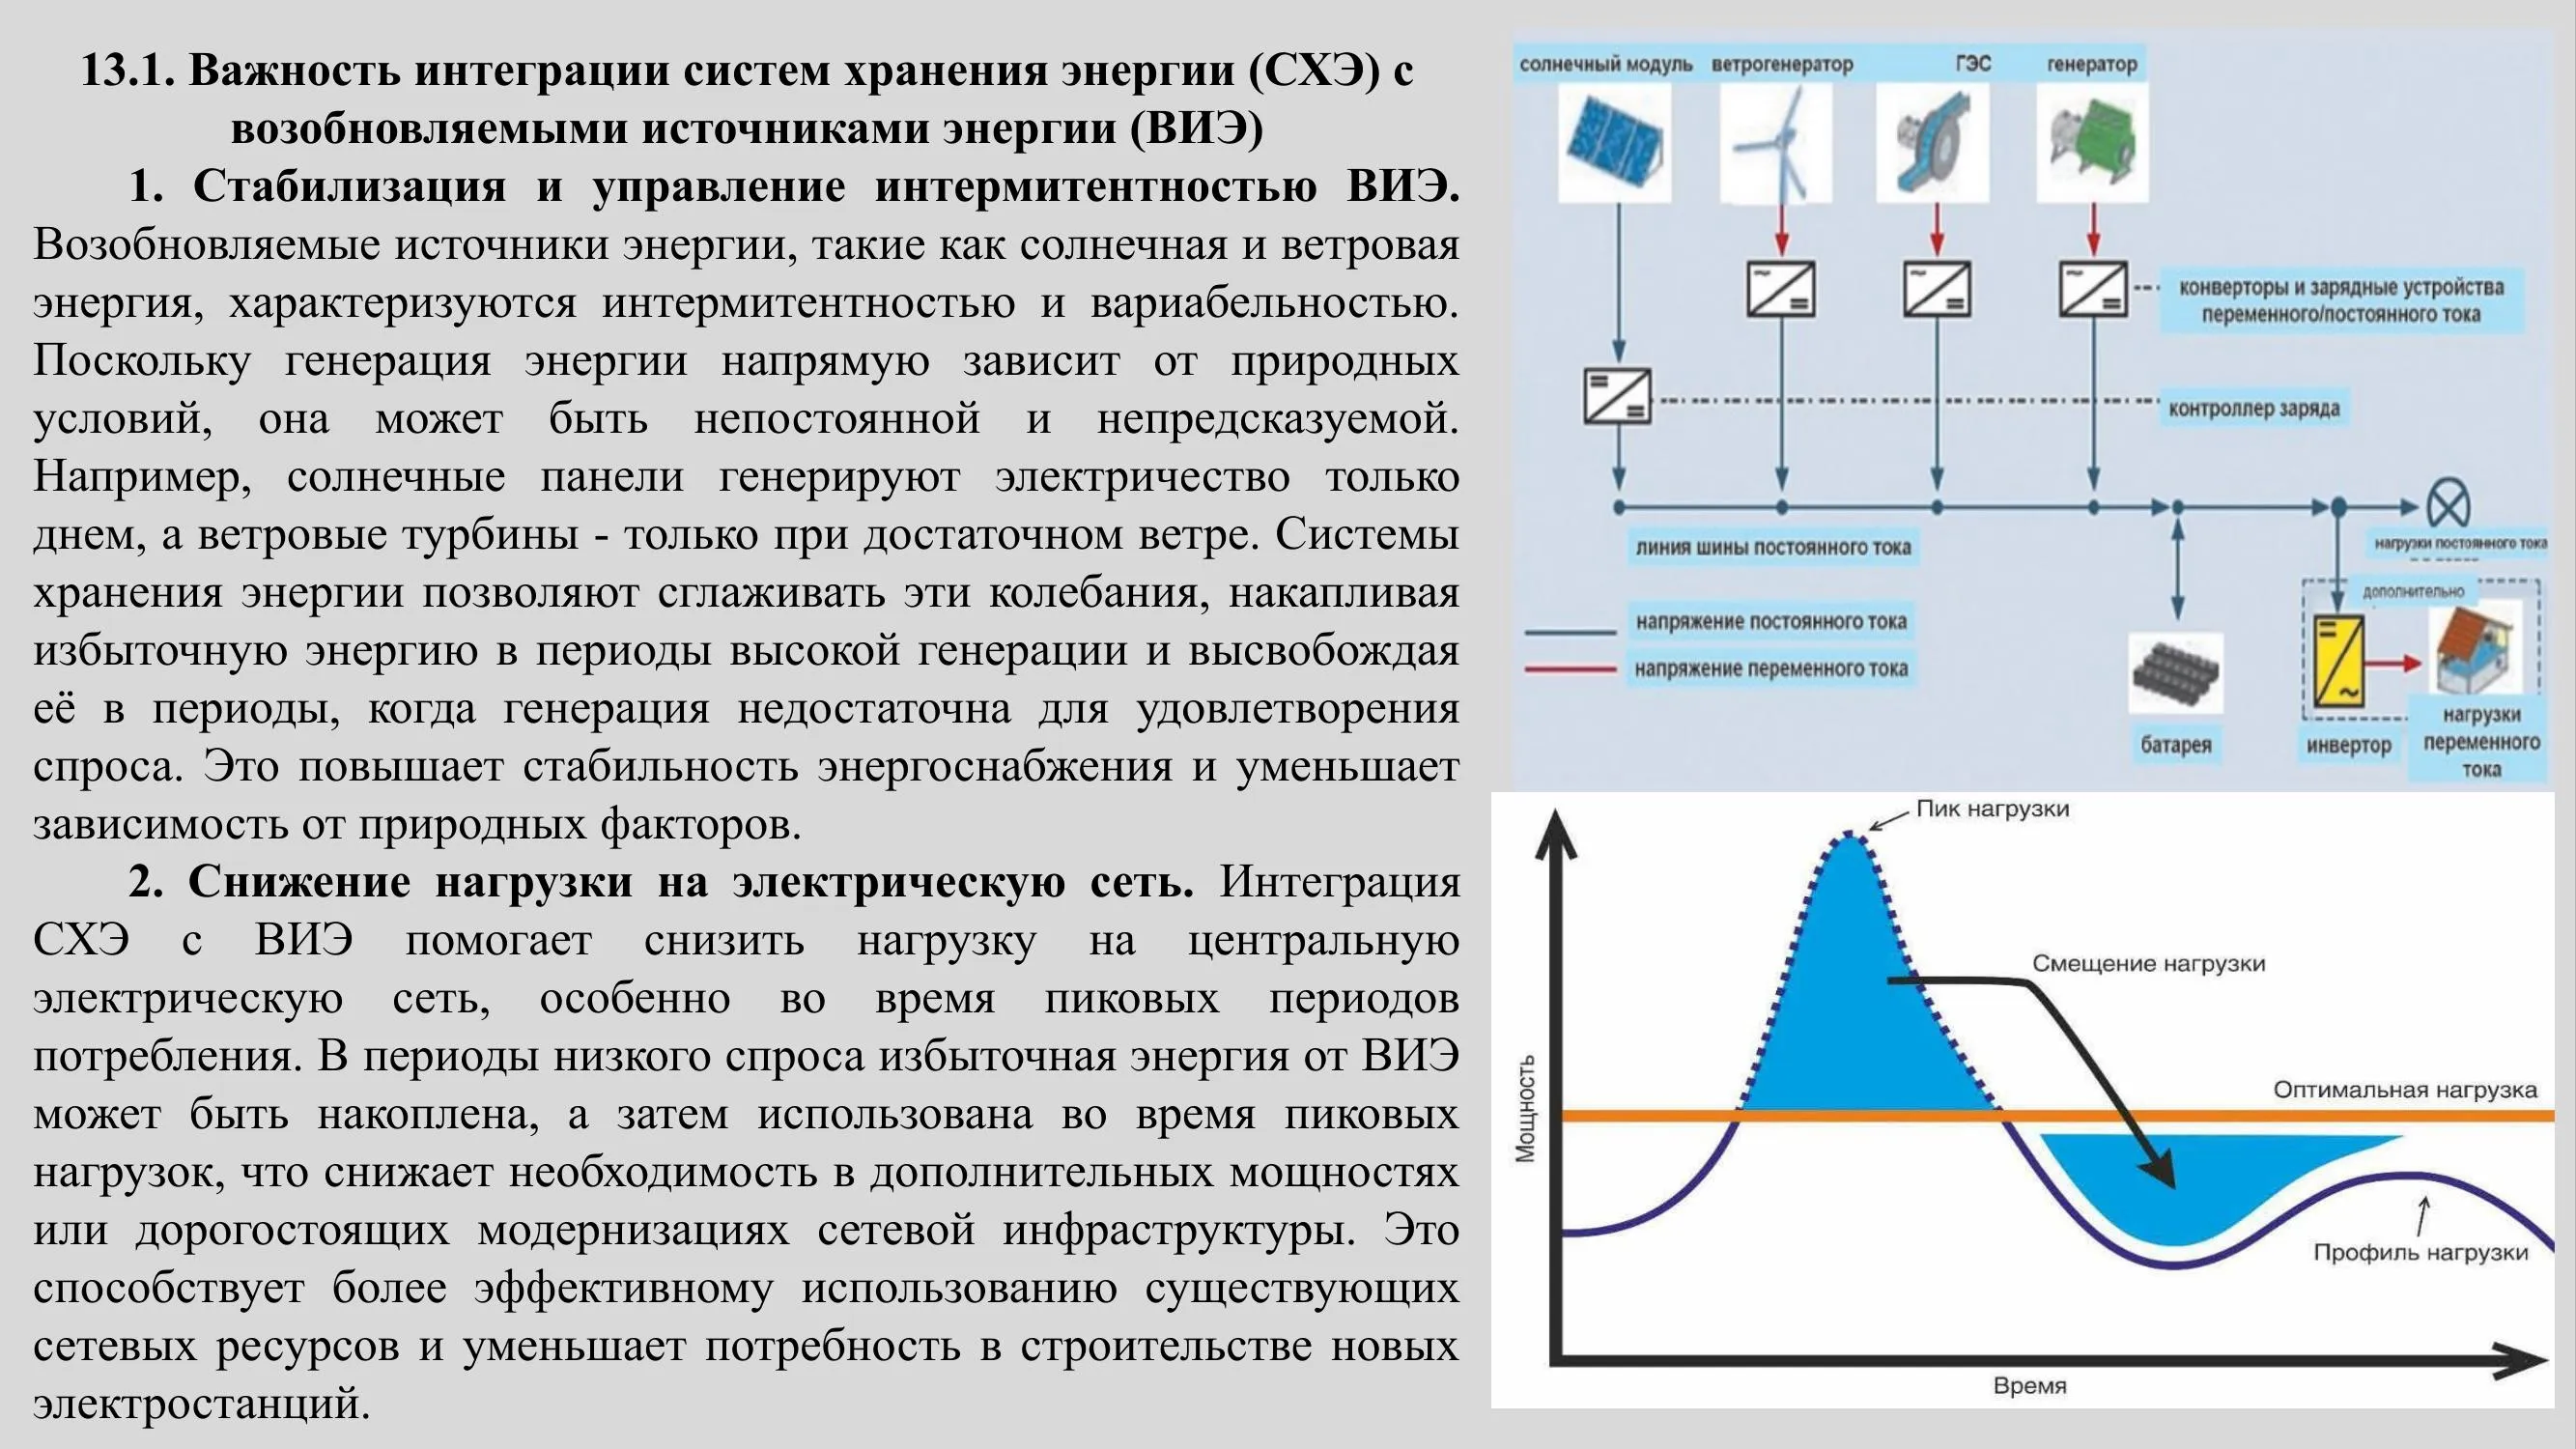 13.1. Важность интеграции систем хранения энергии (СХЭ) с
возобновляемыми источниками энергии (ВИЭ)
1. Стабилизация и управление интермитентностью ВИЭ.
Возобновляемые источники энергии, такие как солнечная и ветровая
энергия, характеризуются интермитентностью и вариабельностью.
Поскольку генерация энергии напрямую зависит от природных
условий, она может быть непостоянной и непредсказуемой.
Например, солнечные панели генерируют электричество только
днем, а ветровые турбины - только при достаточном ветре. Системы
хранения энергии позволяют сглаживать эти колебания, накапливая
избыточную энергию в периоды высокой генерации и высвобождая
её в периоды, когда генерация недостаточна для удовлетворения
спроса. Это повышает стабильность энергоснабжения и уменьшает
зависимость от природных факторов.
2. Снижение нагрузки на электрическую сеть. Интеграция
СХЭ с ВИЭ помогает снизить нагрузку на центральную
электрическую сеть, особенно во время пиковых периодов
потребления. В периоды низкого спроса избыточная энергия от ВИЭ
может быть накоплена, а затем использована во время пиковых
нагрузок, что снижает необходимость в дополнительных мощностях
или дорогостоящих модернизациях сетевой инфраструктуры. Это
способствует более эффективному использованию существующих
сетевых ресурсов и уменьшает потребность в строительстве новых
электростанций.
солнечный модуль ветрогенератор ГЭС генератор
конверторы и зарядные устройства
переменного/постоянного тока
контроллер заряда
линия шины постоянного тока
нагрузки постоянного тока
дополнительно
напряжение постоянного тока
напряжение переменного тока
батарея
инвертор
нагрузки
переменного
тока
Пик нагрузки
Смещение нагрузки
Оптимальная нагрузка
Мощность
Профиль нагрузки
Время